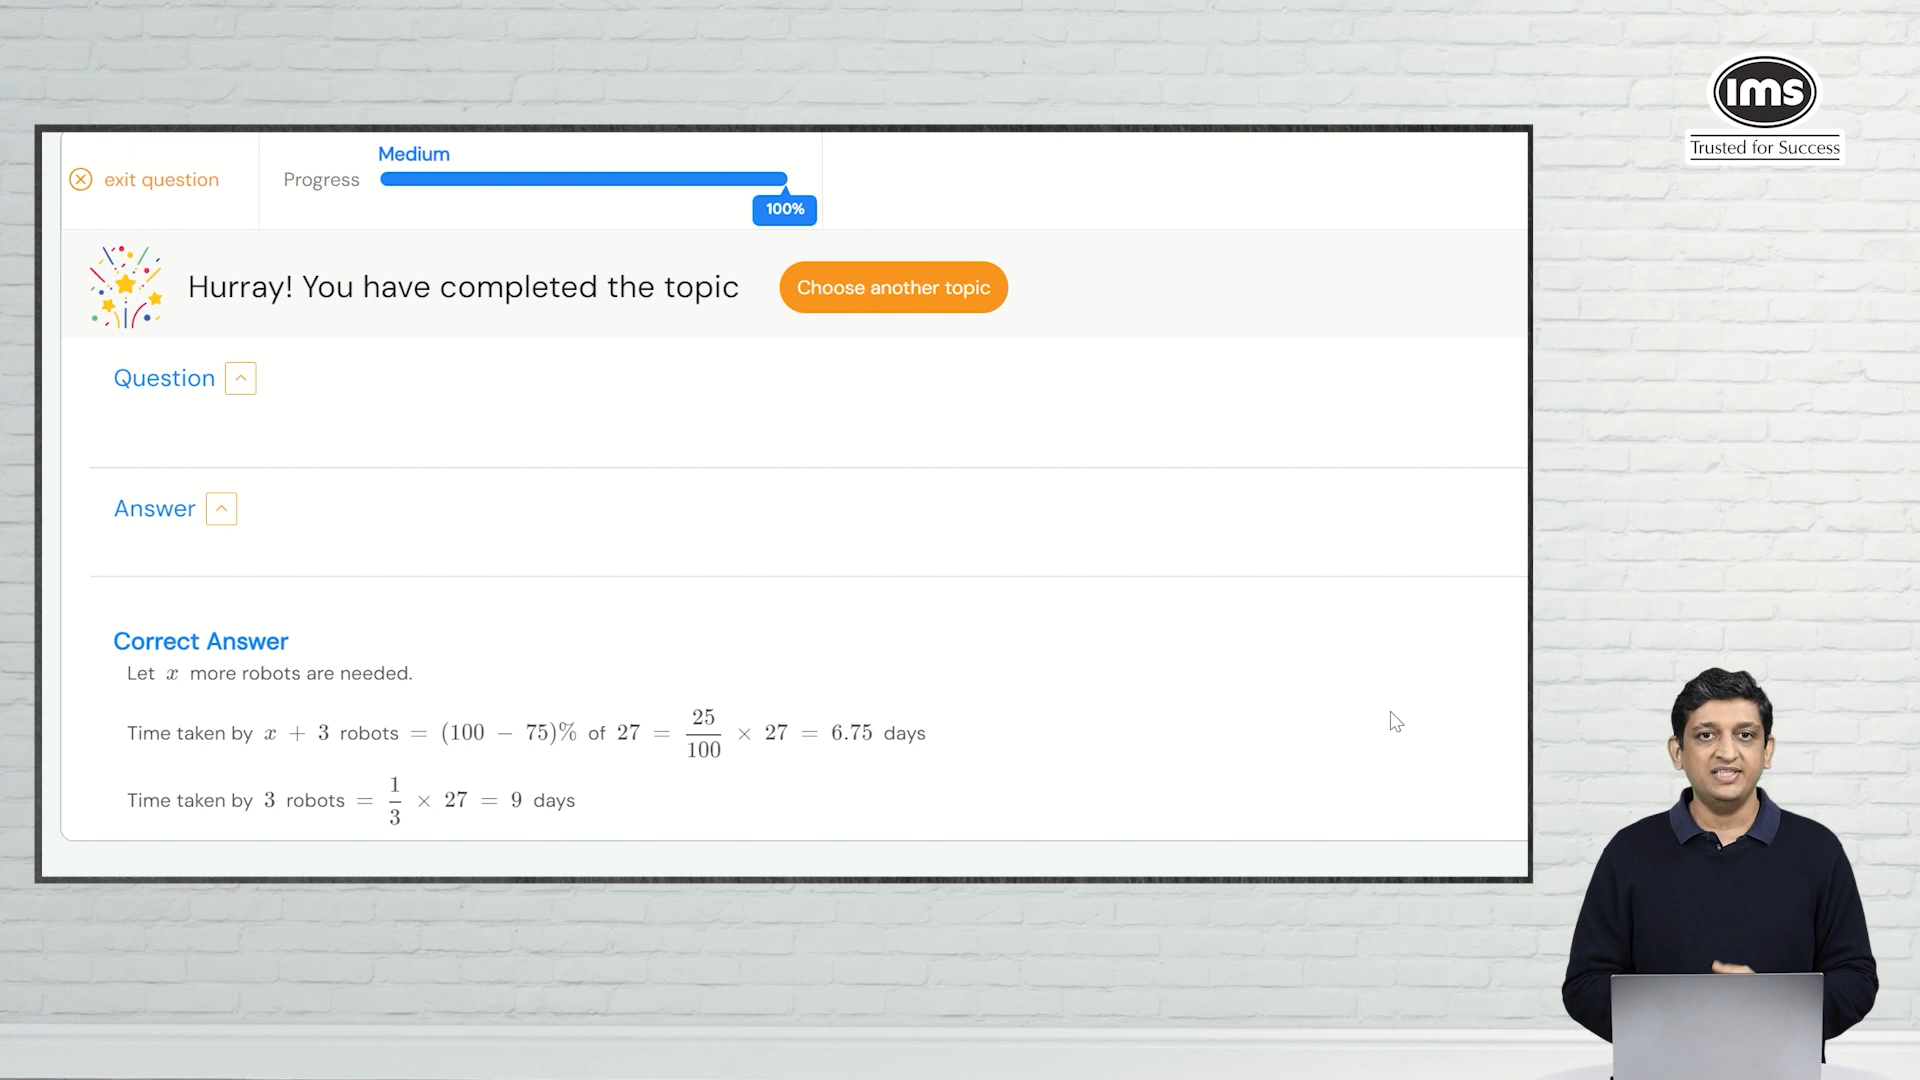 ims
Trusted for Success
exit question
Progress
Medium
100%
Hurray! You have completed the topic
Choose another topic
Question
Answer
Correct Answer
Let x more robots are needed.
Time taken by x + 3 robots = (100 − 75)% of 27 = 25/100 × 27 = 6.75 days
Time taken by 3 robots = 1/3 × 27 = 9 days